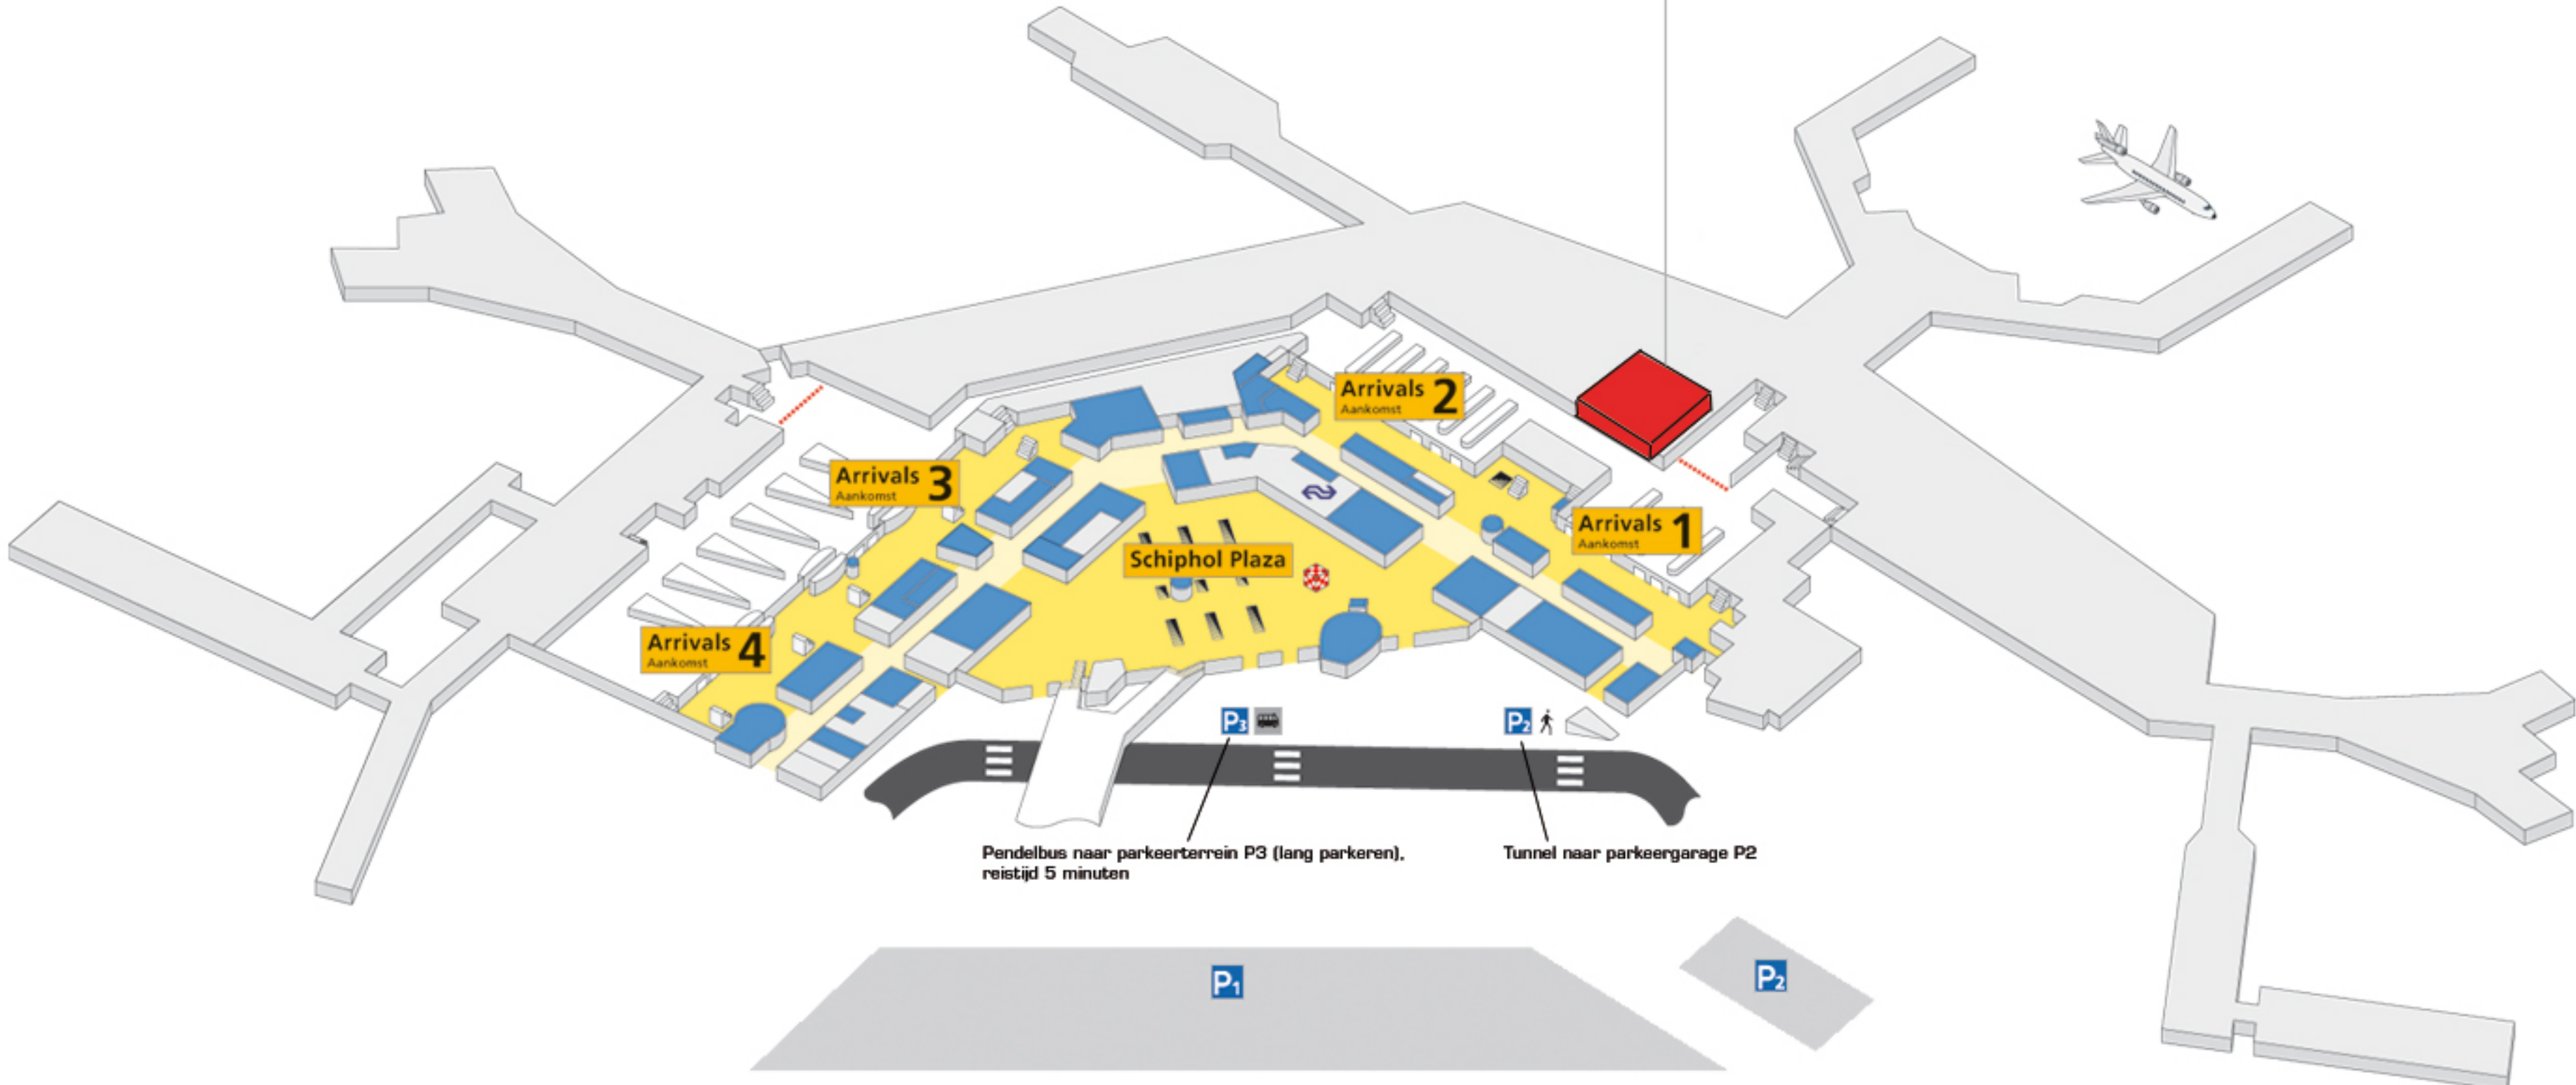 Arrivals 2
Aankomst
Arrivals 3
Aankomst
Arrivals 1
Aankomst
Schiphol Plaza
Arrivals 4
Aankomst
P3
P2
Pendelbus naar parkeerterrein P3 (lang parkeren),
reistijd 5 minuten
Tunnel naar parkeergarage P2
P1
P2